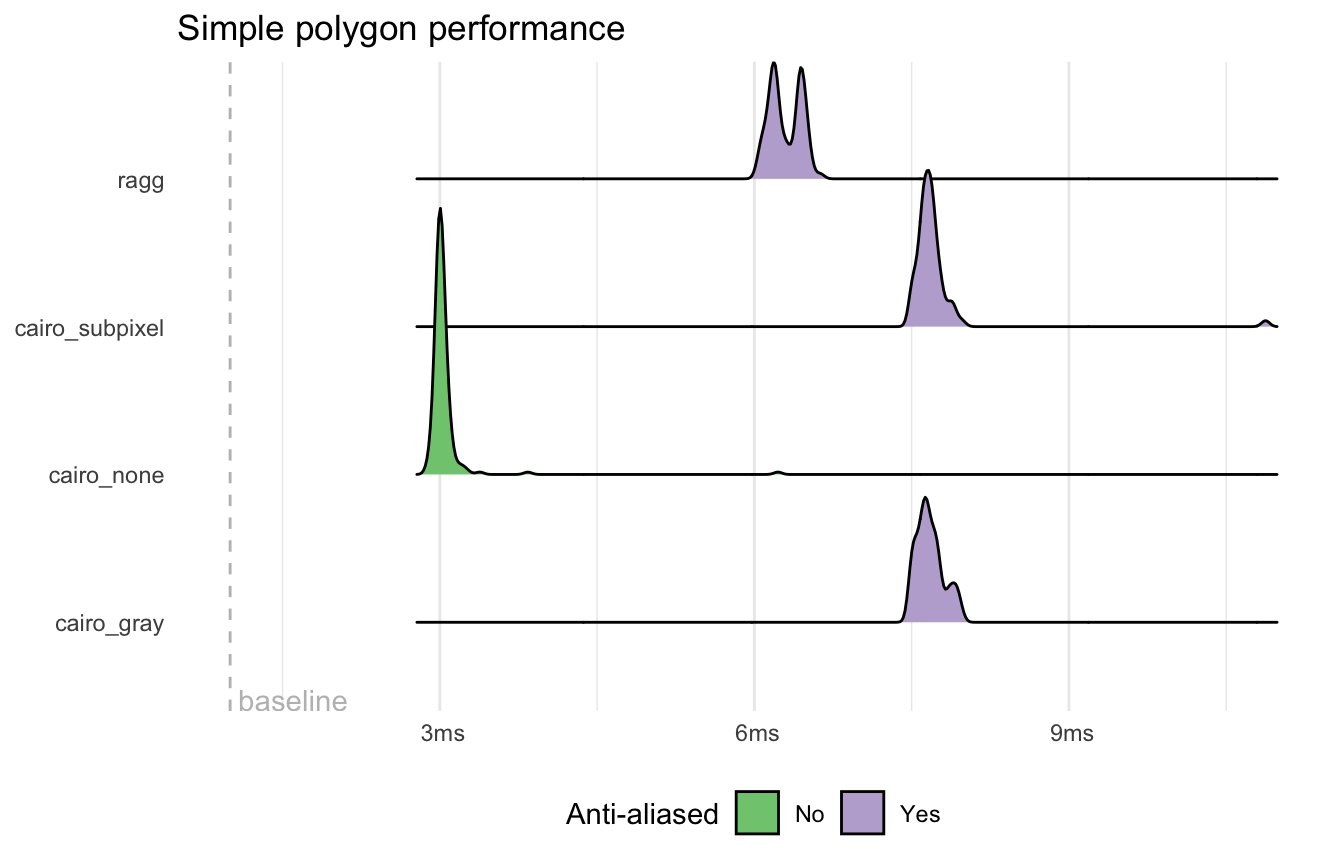 Simple polygon performance
ragg
cairo_subpixel
cairo_none
cairo_gray
baseline
3ms 6ms 9ms
Anti-aliased No Yes